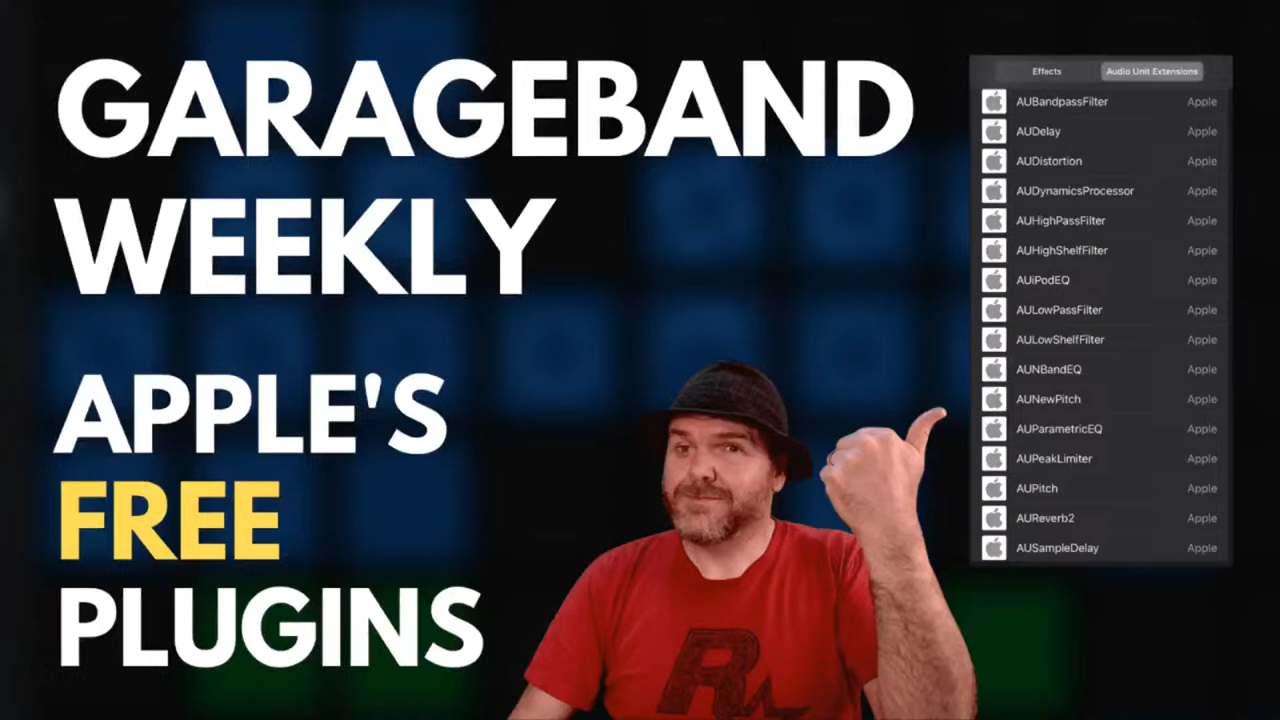 GARAGEBAND
WEEKLY
APPLE'S
FREE
PLUGINS
Effects
Audio Unit Extensions
AUBandpassFilter Apple
AUDelay Apple
AUDistortion Apple
AUDynamicsProcessor Apple
AUHighPassFilter Apple
AUHighShelfFilter Apple
AUiPodEQ Apple
AULowPassFilter Apple
AULowShelfFilter Apple
AUNBandEQ Apple
AUNewPitch Apple
AUParametricEQ Apple
AUPeakLimiter Apple
AUPitch Apple
AUReverb2 Apple
AUSampleDelay Apple
R